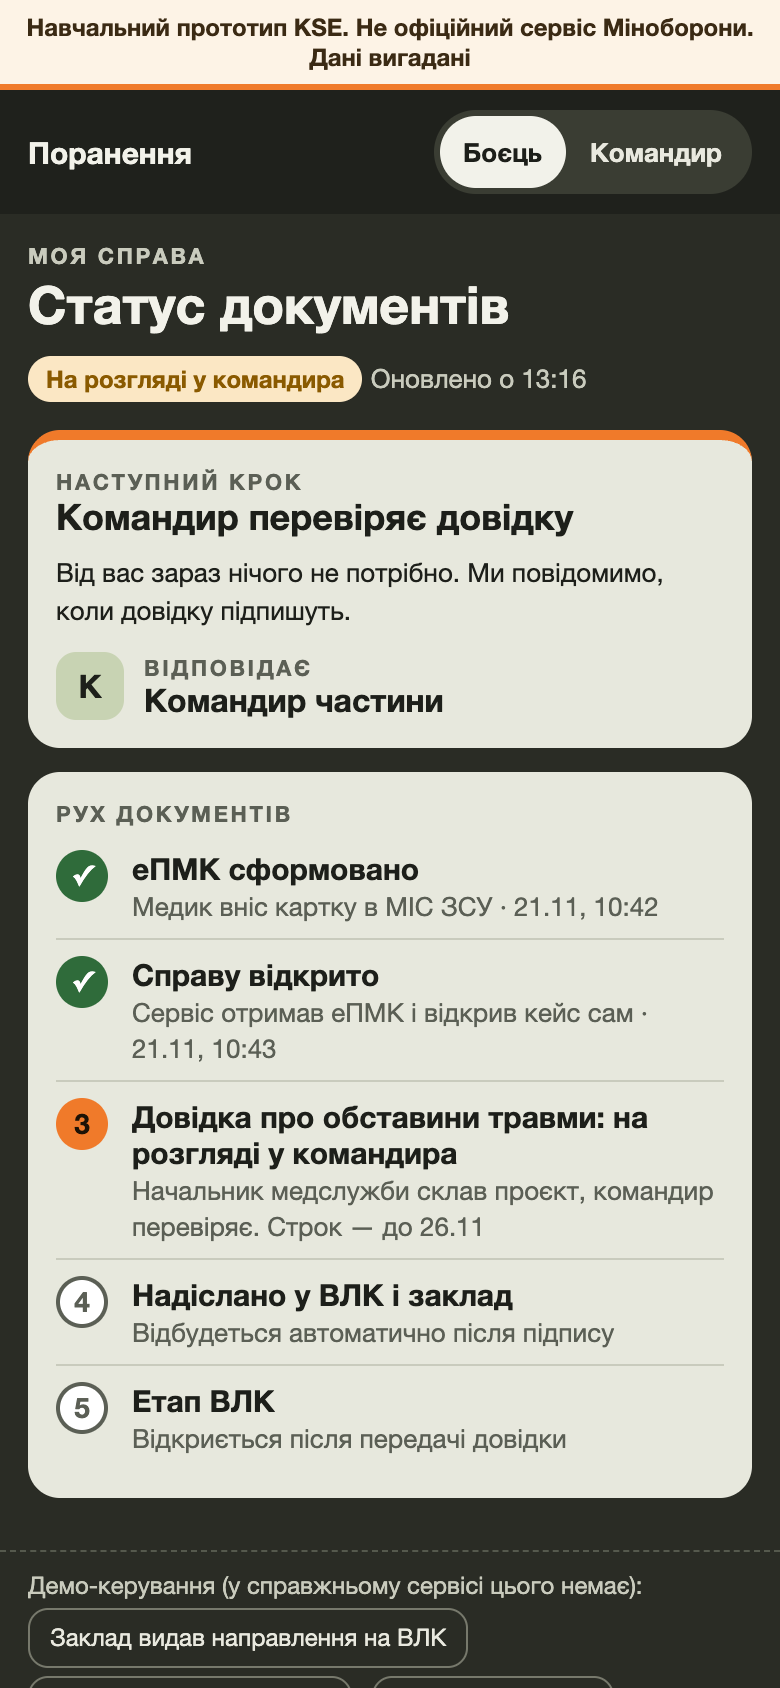 Навчальний прототип KSE. Не офіційний сервіс Міноборони.
Дані вигадані
Поранення
Боєць
Командир
МОЯ СПРАВА
Статус документів
На розгляді у командира
Оновлено о 13:16
НАСТУПНИЙ КРОК
Командир перевіряє довідку
Від вас зараз нічого не потрібно. Ми повідомимо,
коли довідку підпишуть.
К
ВІДПОВІДАЄ
Командир частини
РУХ ДОКУМЕНТІВ
еПМК сформовано
Медик вніс картку в МІС ЗСУ · 21.11, 10:42
Справу відкрито
Сервіс отримав еПМК і відкрив кейс сам ·
21.11, 10:43
3
Довідка про обставини травми: на
розгляді у командира
Начальник медслужби склав проєкт, командир
перевіряє. Строк — до 26.11
4
Надіслано у ВЛК і заклад
Відбудеться автоматично після підпису
5
Етап ВЛК
Відкриється після передачі довідки
Демо-керування (у справжньому сервісі цього немає):
Заклад видав направлення на ВЛК